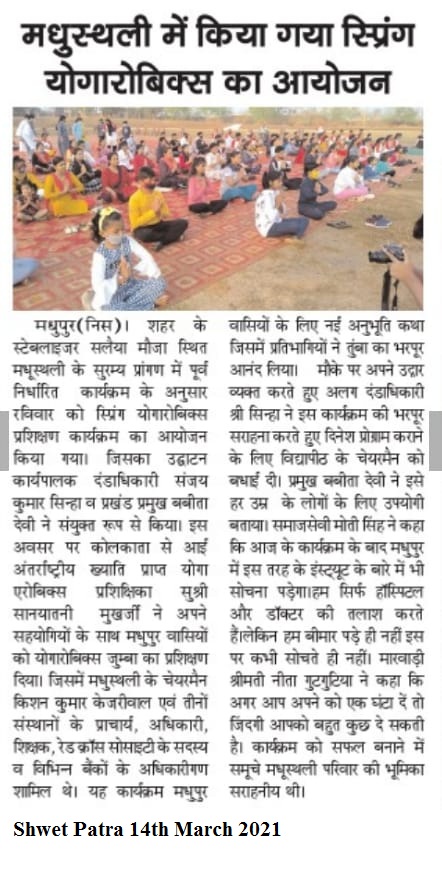 मधुस्थली में किया गया स्प्रिंग
योगारोबिक्स का आयोजन
मधुपुर(निस)। शहर के
स्टेबलाइजर सलैया मौजा स्थित
मधूस्थली के सुरम्य प्रांगण में पूर्व
निर्धारित कार्यक्रम के अनुसार
रविवार को स्प्रिंग योगारोबिक्स
प्रशिक्षण कार्यक्रम का आयोजन
किया गया। जिसका उद्घाटन
कार्यपालक दंडाधिकारी संजय
कुमार सिन्हा व प्रखंड प्रमुख बबीता
देवी ने संयुक्त रूप से किया। इस
अवसर पर कोलकाता से आई
अंतर्राष्ट्रीय ख्याति प्राप्त योगा
एरोबिक्स प्रशिक्षिका सुश्री
सानयातनी मुखर्जी ने अपने
सहयोगियों के साथ मधुपुर वासियों
को योगारोबिक्स जुम्बा का प्रशिक्षण
दिया। जिसमें मधुस्थली के चेयरमैन
किशन कुमार केजरीवाल एवं तीनों
संस्थानों के प्राचार्य, अधिकारी,
शिक्षक, रेड क्रॉस सोसाइटी के सदस्य
व विभिन्न बैंकों के अधिकारीगण
शामिल थे। यह कार्यक्रम मधुपुर
वासियों के लिए नई अनुभूति कथा
जिसमें प्रतिभागियों ने तुंबा का भरपूर
आनंद लिया। मौके पर अपने उद्गार
व्यक्त करते हुए अलग दंडाधिकारी
श्री सिन्हा ने इस कार्यक्रम की भरपूर
सराहना करते हुए दिनेश प्रोग्राम कराने
के लिए विद्यापीठ के चेयरमैन को
बधाई दी। प्रमुख बबीता देवी ने इसे
हर उम्र के लोगों के लिए उपयोगी
बताया। समाजसेवी मोती सिंह ने कहा
कि आज के कार्यक्रम के बाद मधुपुर
में इस तरह के इंस्ट्यूट के बारे में भी
सोचना पड़ेगा।हम सिर्फ हॉस्पिटल
और डॉक्टर की तलाश करते
हैं।लेकिन हम बीमार पड़े ही नहीं इस
पर कभी सोचते ही नहीं। मारवाड़ी
श्रीमती नीता गुटगुटिया ने कहा कि
अगर आप अपने को एक घंटा दें तो
जिंदगी आपको बहुत कुछ दे सकती
है। कार्यक्रम को सफल बनाने में
समूचे मधूस्थली परिवार की भूमिका
सराहनीय थी।
Shwet Patra 14th March 2021